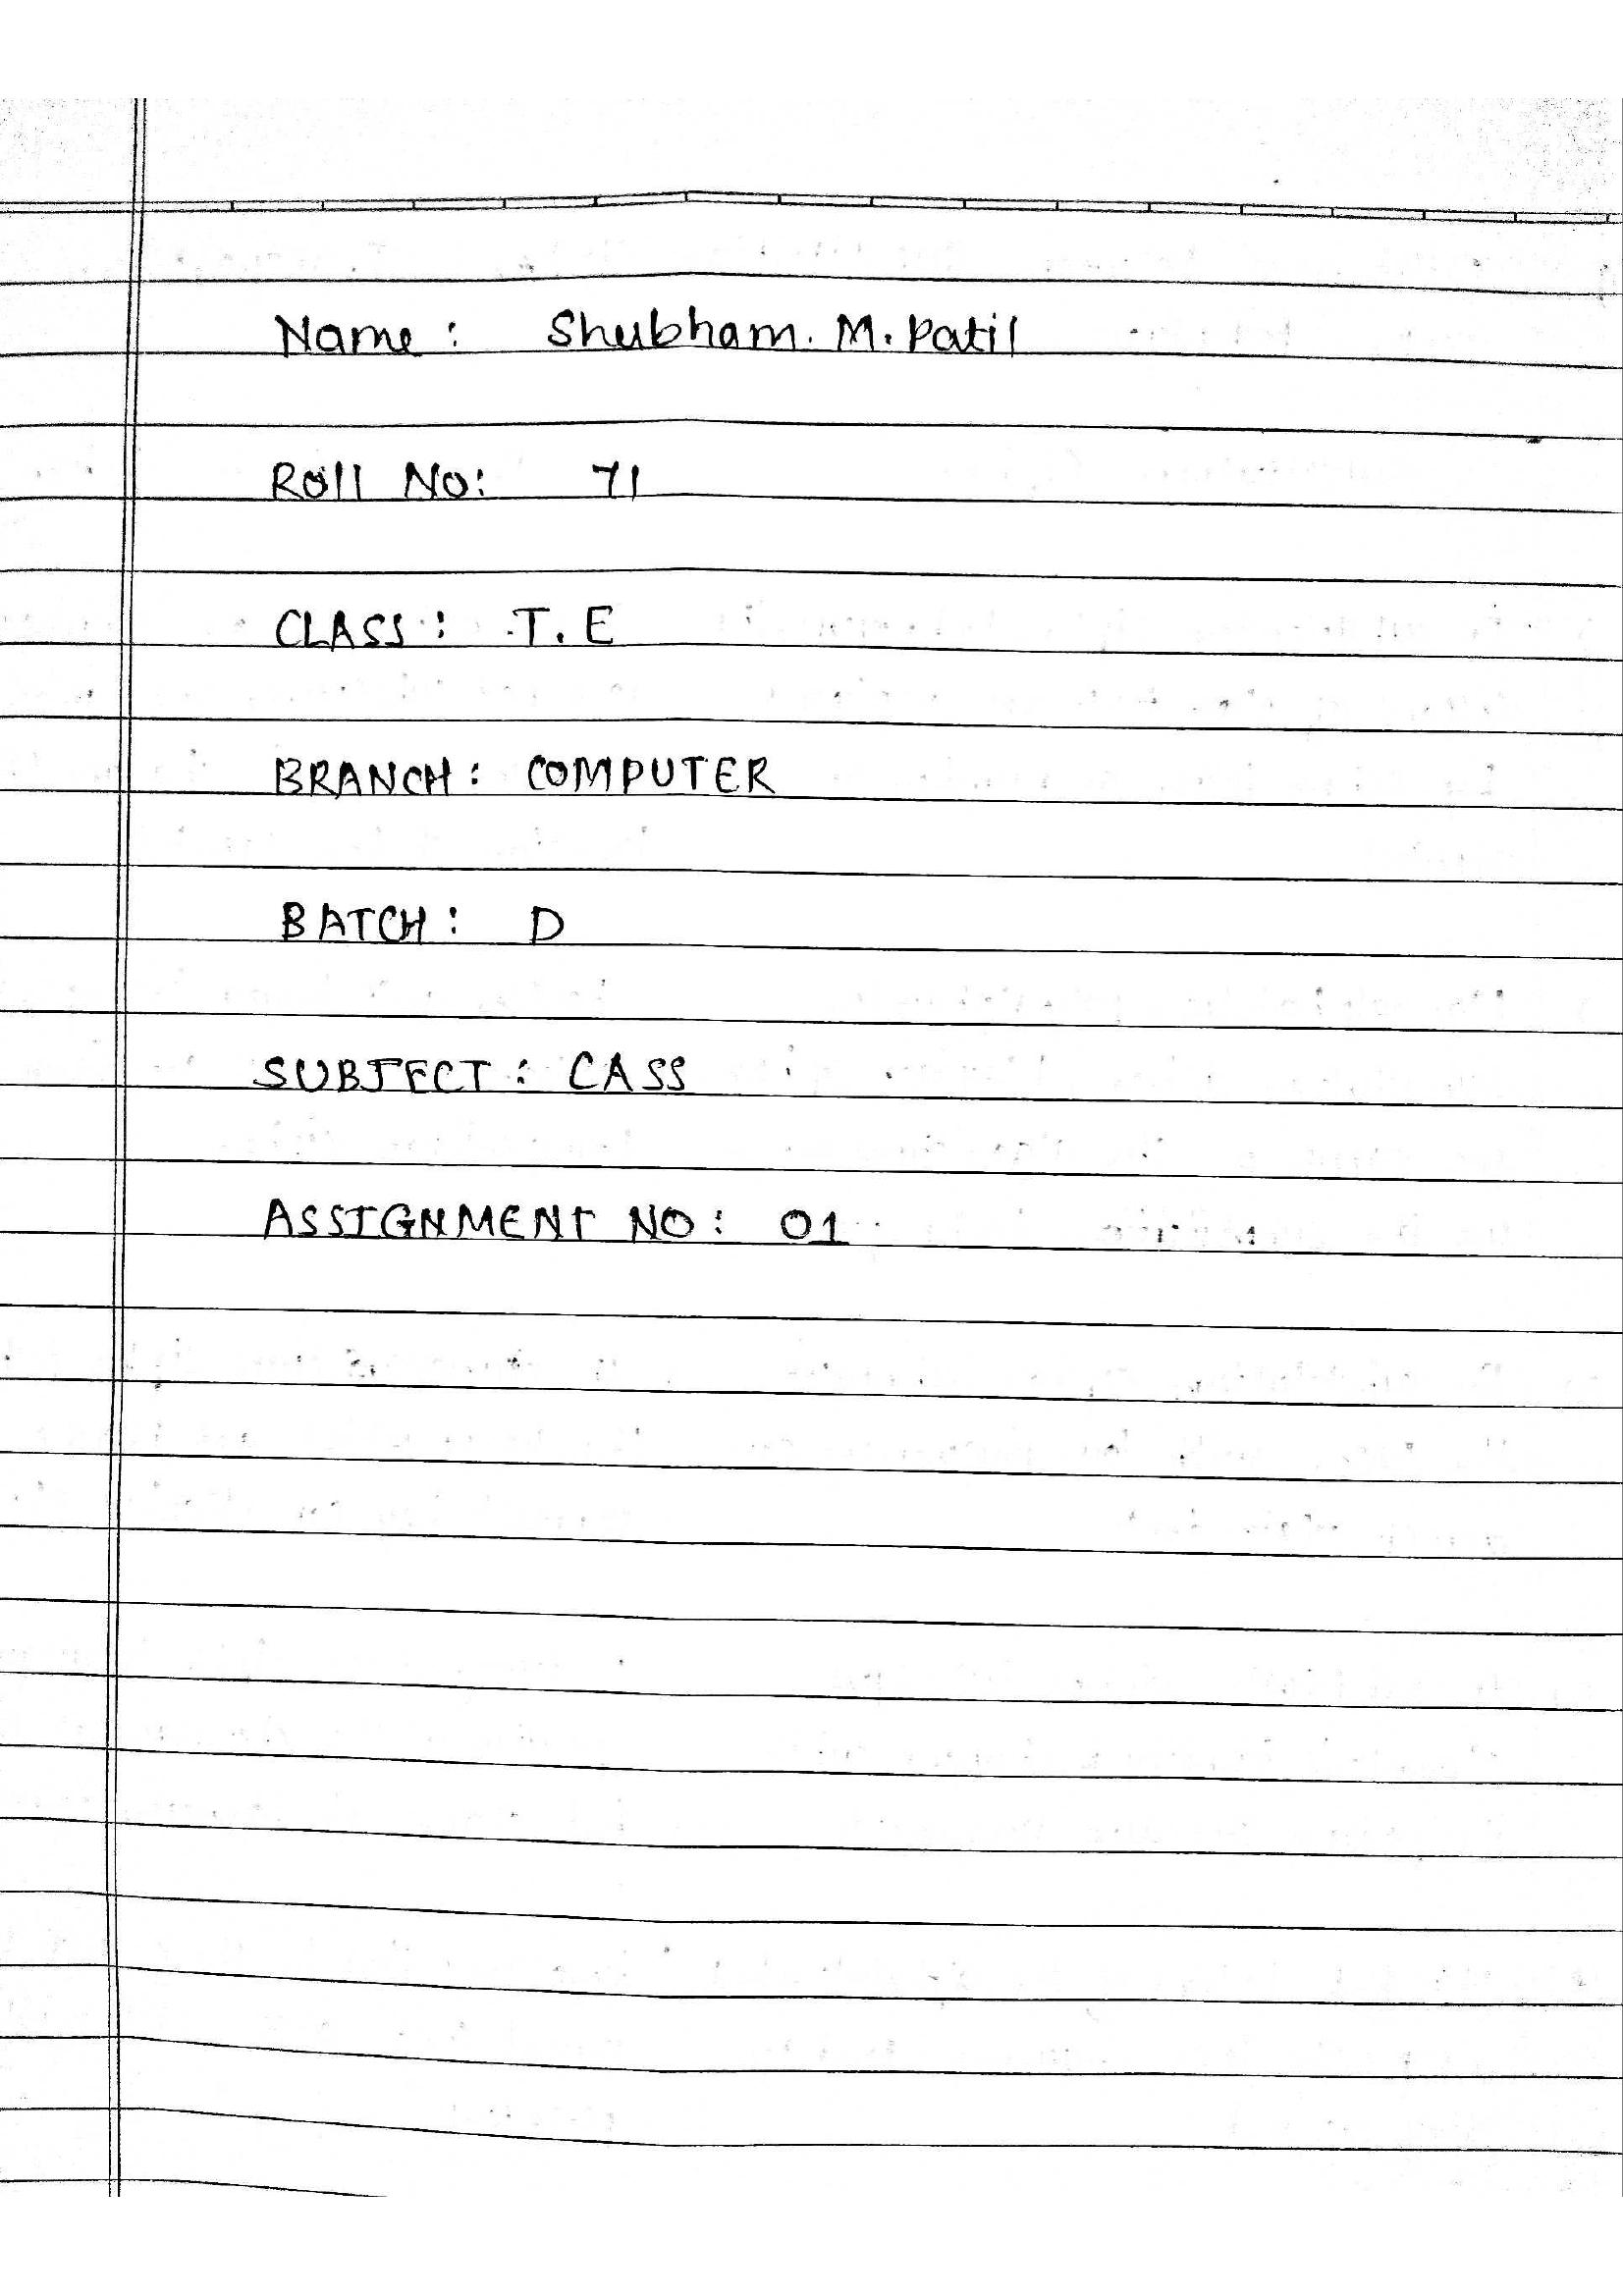 Name : Shubham. M. Patil
Roll No: 71
CLASS : T. E
BRANCH : COMPUTER
BATCH : D
SUBJECT : CASS
ASSIGNMENT NO : 01